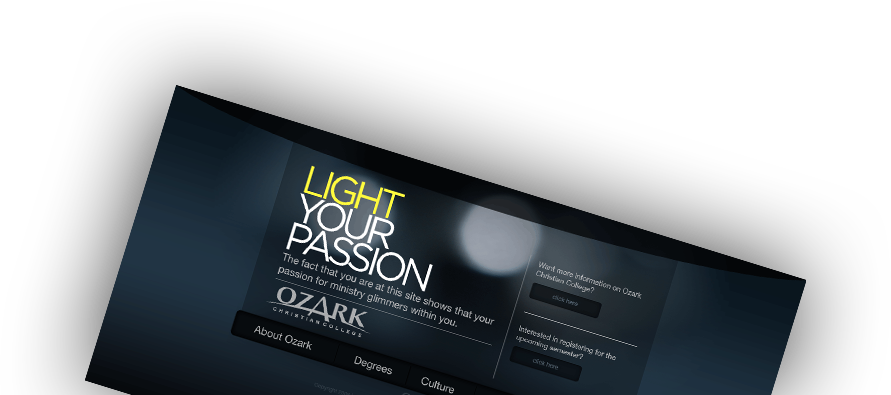 LIGHT
YOUR
PASSION
The fact that you are at this site shows that your
passion for ministry glimmers within you.
OZARK
CHRISTIAN COLLEGE
Want more information on Ozark
Christian College?
click here
Interested in registering for the
upcoming semester?
click here
About Ozark
Degrees
Culture